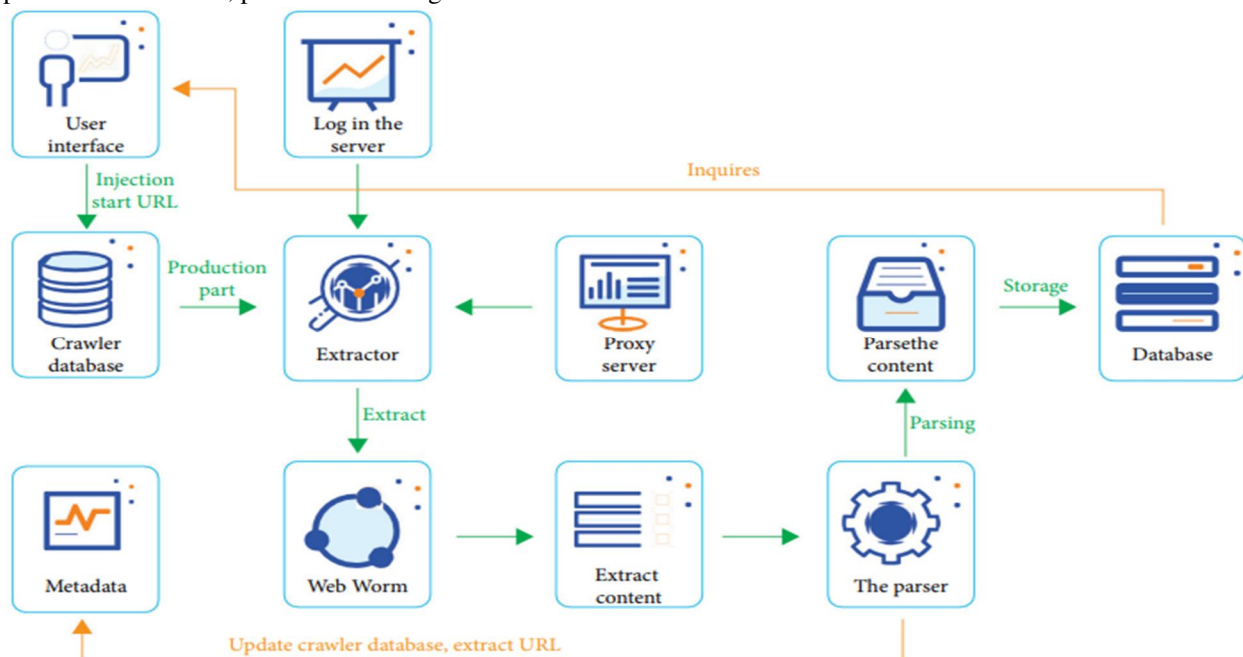 User
interface
Log in the
server
Inquires
Injection
start URL
Production
part
Storage
Crawler
database
Extractor
Proxy
server
Parsethe
content
Database
Extract
Parsing
Metadata
Web Worm
Extract
content
The parser
Update crawler database, extract URL